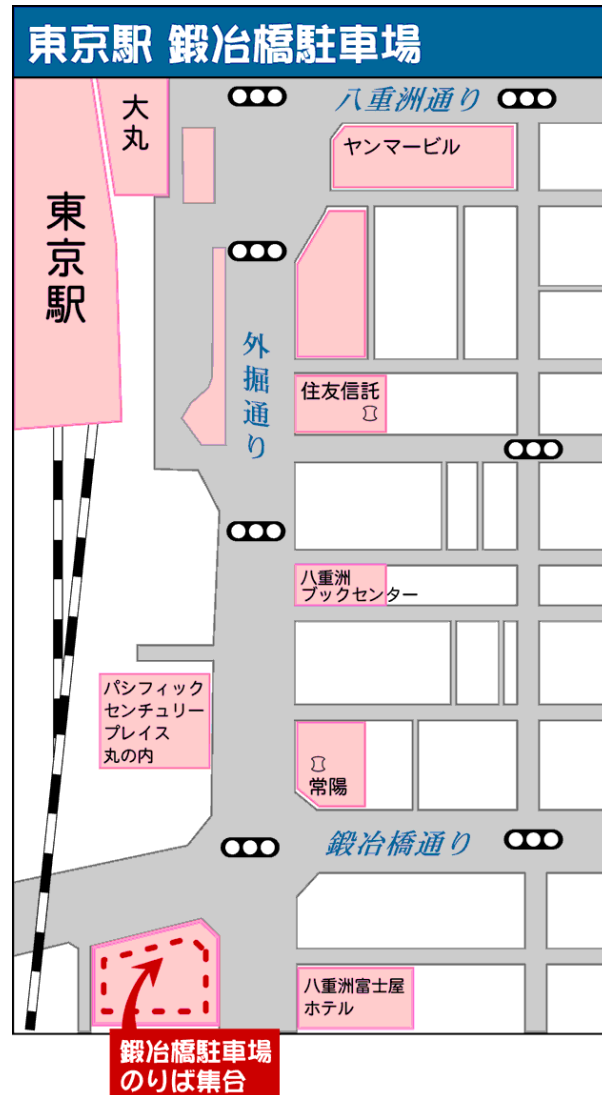 東京駅 鍛冶橋駐車場
八重洲通り
大丸
ヤンマービル
東京駅
外堀通り
住友信託
八重洲
ブックセンター
パシフィック
センチュリー
プレイス
丸の内
常陽
鍛冶橋通り
八重洲富士屋
ホテル
鍛冶橋駐車場
のりば集合